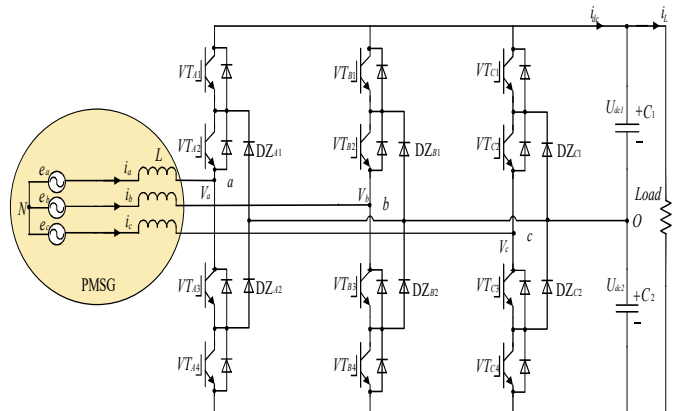 i_dc i_L
VT_A1 VT_B1 VT_C1
U_dc1 +C_1
VT_A2 DZ_A1 VT_B2 DZ_B1 VT_C2 DZ_C1
e_a i_a L V_a a
Load
N e_b i_b V_b b
O
e_c i_c V_c c
PMSG
VT_A3 DZ_A2 VT_B3 DZ_B2 VT_C3 DZ_C2
U_dc2 +C_2
VT_A4 VT_B4 VT_C4